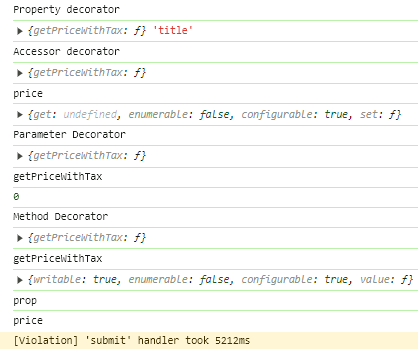 Property decorator
▶ {getPriceWithTax: ƒ} 'title'
Accessor decorator
▶ {getPriceWithTax: ƒ}
price
▶ {get: undefined, enumerable: false, configurable: true, set: ƒ}
Parameter Decorator
▶ {getPriceWithTax: ƒ}
getPriceWithTax
0
Method Decorator
▶ {getPriceWithTax: ƒ}
getPriceWithTax
▶ {writable: true, enumerable: false, configurable: true, value: ƒ}
prop
price
[Violation] 'submit' handler took 5212ms